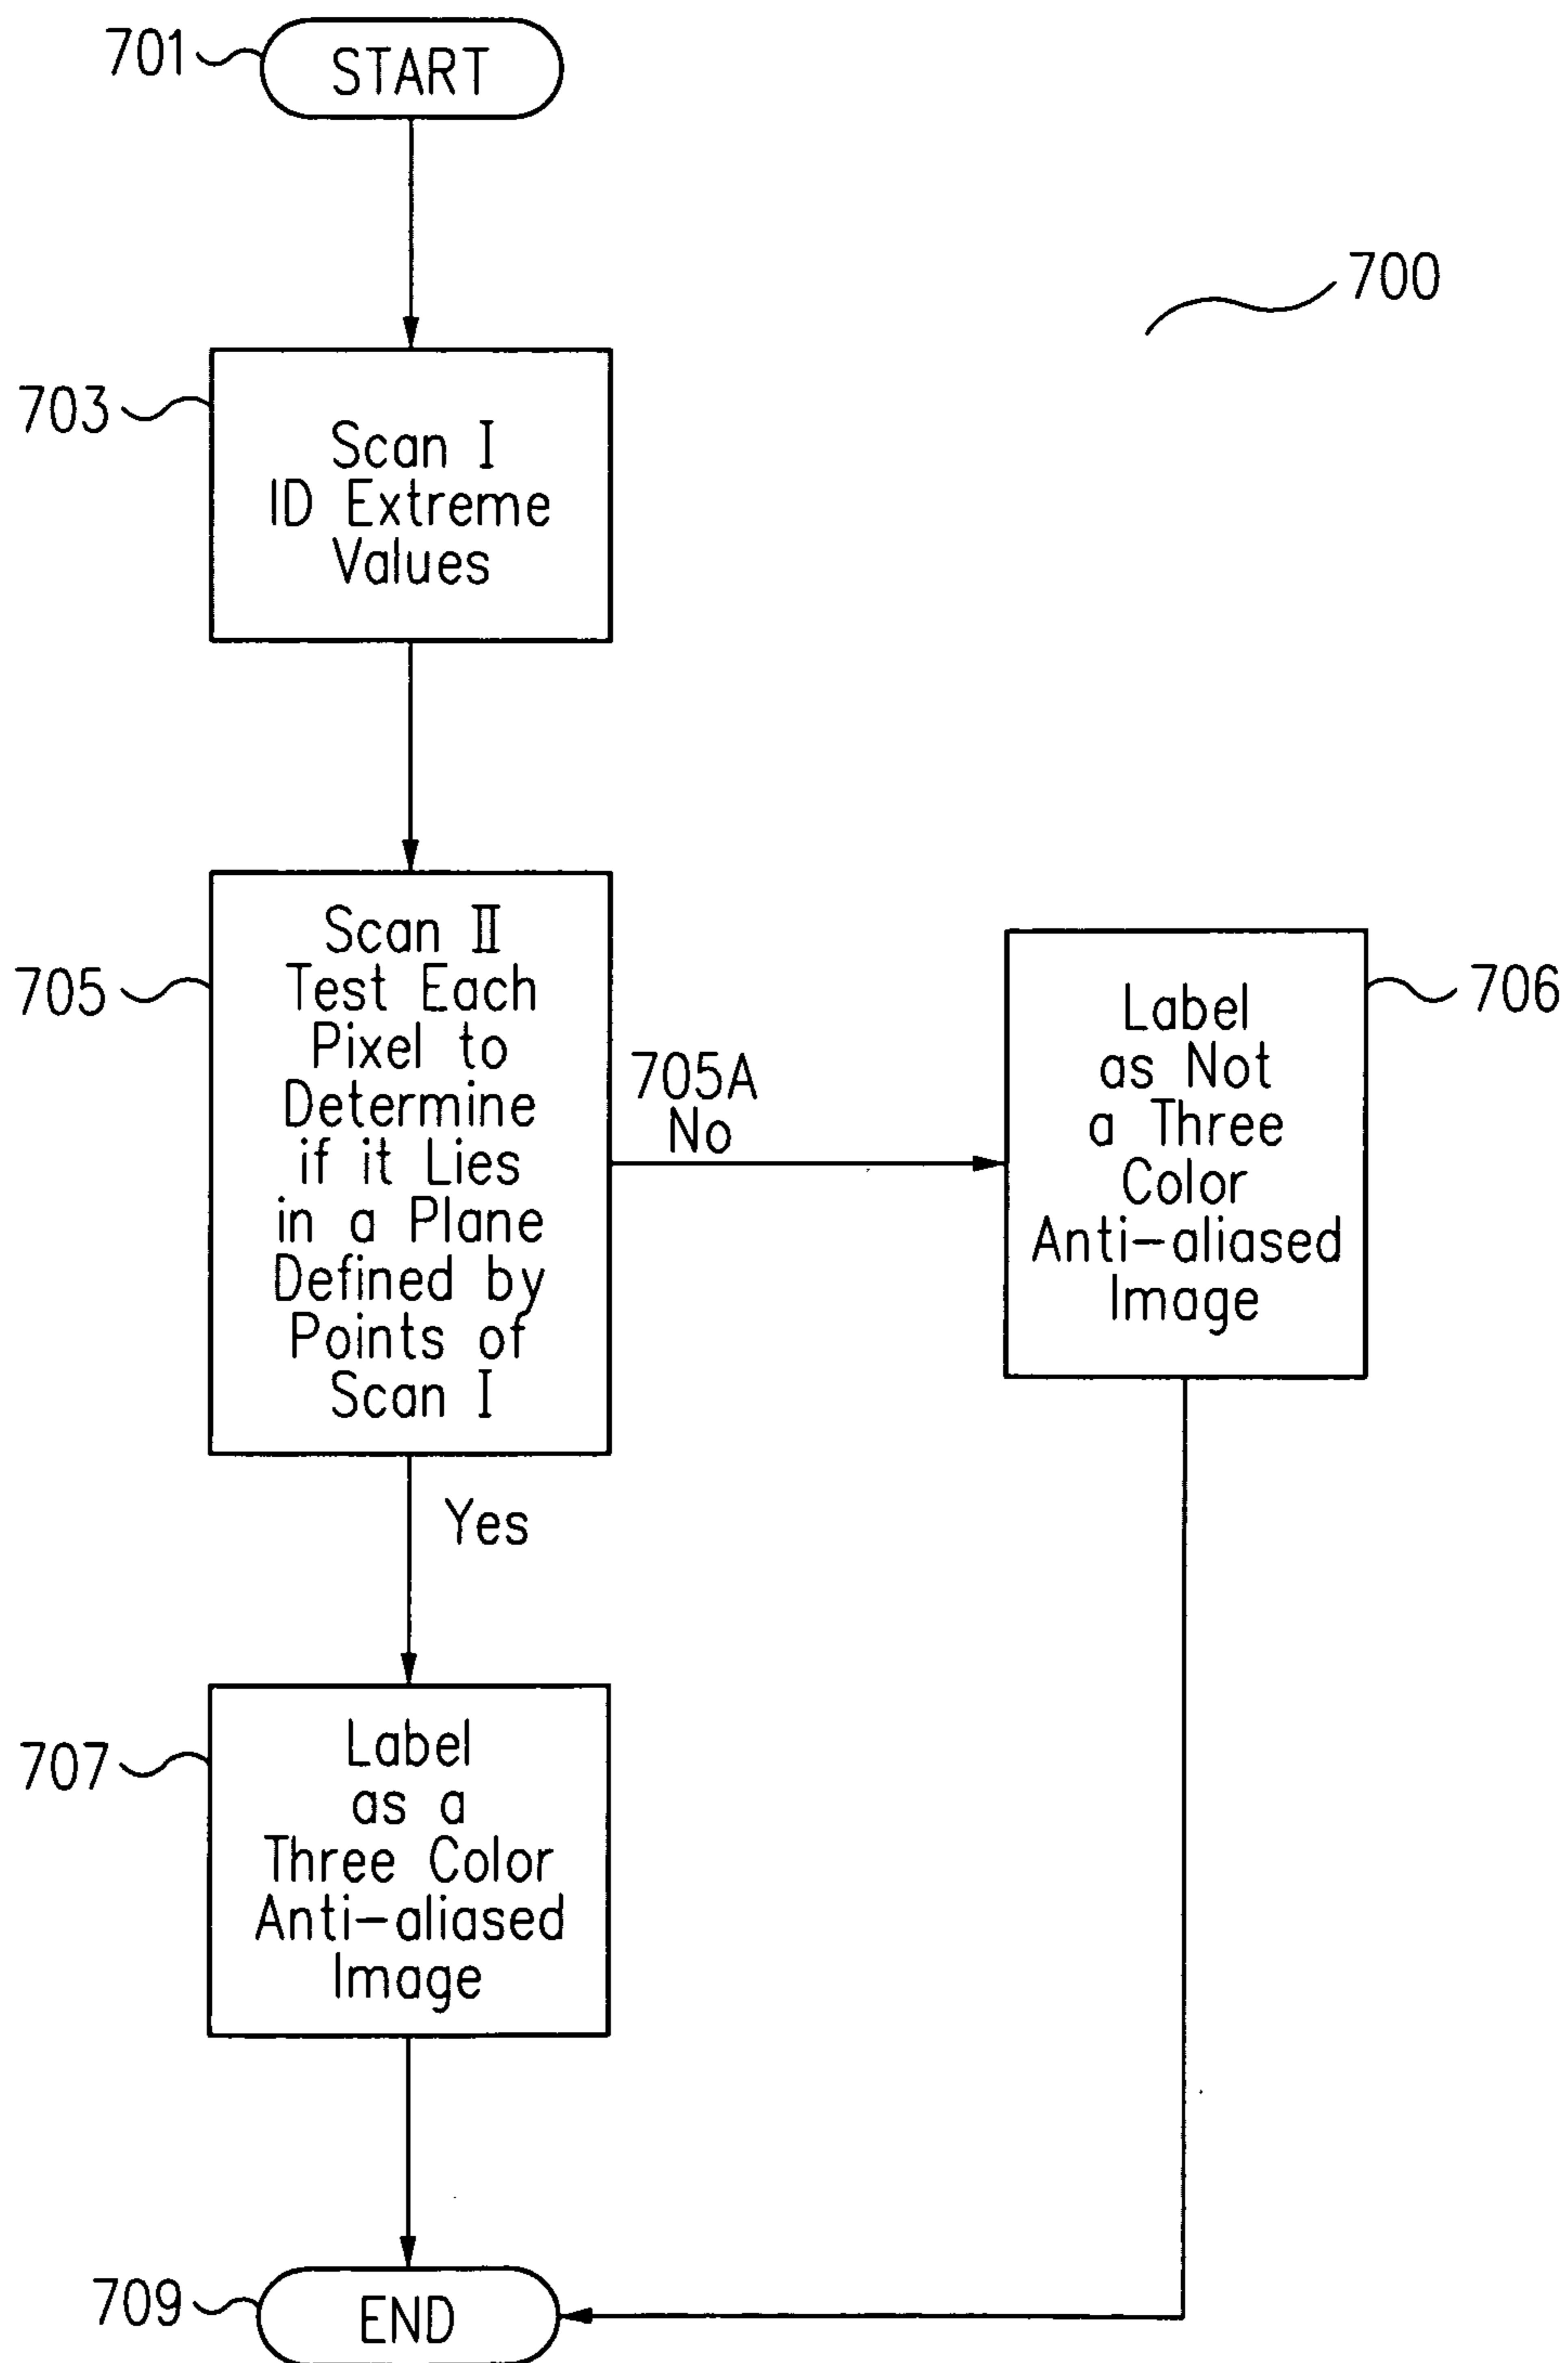 701
START
700
703
Scan I
ID Extreme
Values
705
Scan II
Test Each
Pixel to
Determine
if it Lies
in a Plane
Defined by
Points of
Scan I
705A
No
706
Label
as Not
a Three
Color
Anti-aliased
Image
Yes
707
Label
as a
Three Color
Anti-aliased
Image
709
END